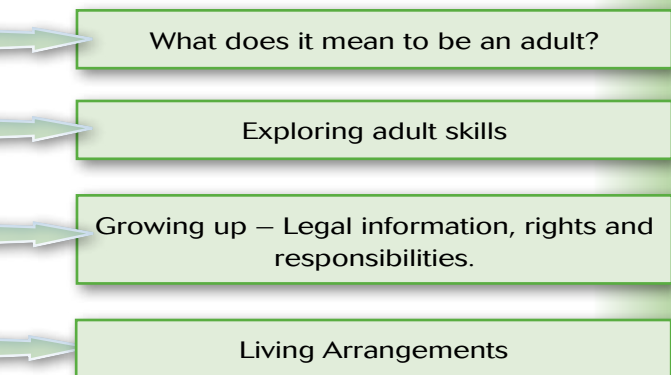 What does it mean to be an adult?
Exploring adult skills
Growing up – Legal information, rights and
responsibilities.
Living Arrangements